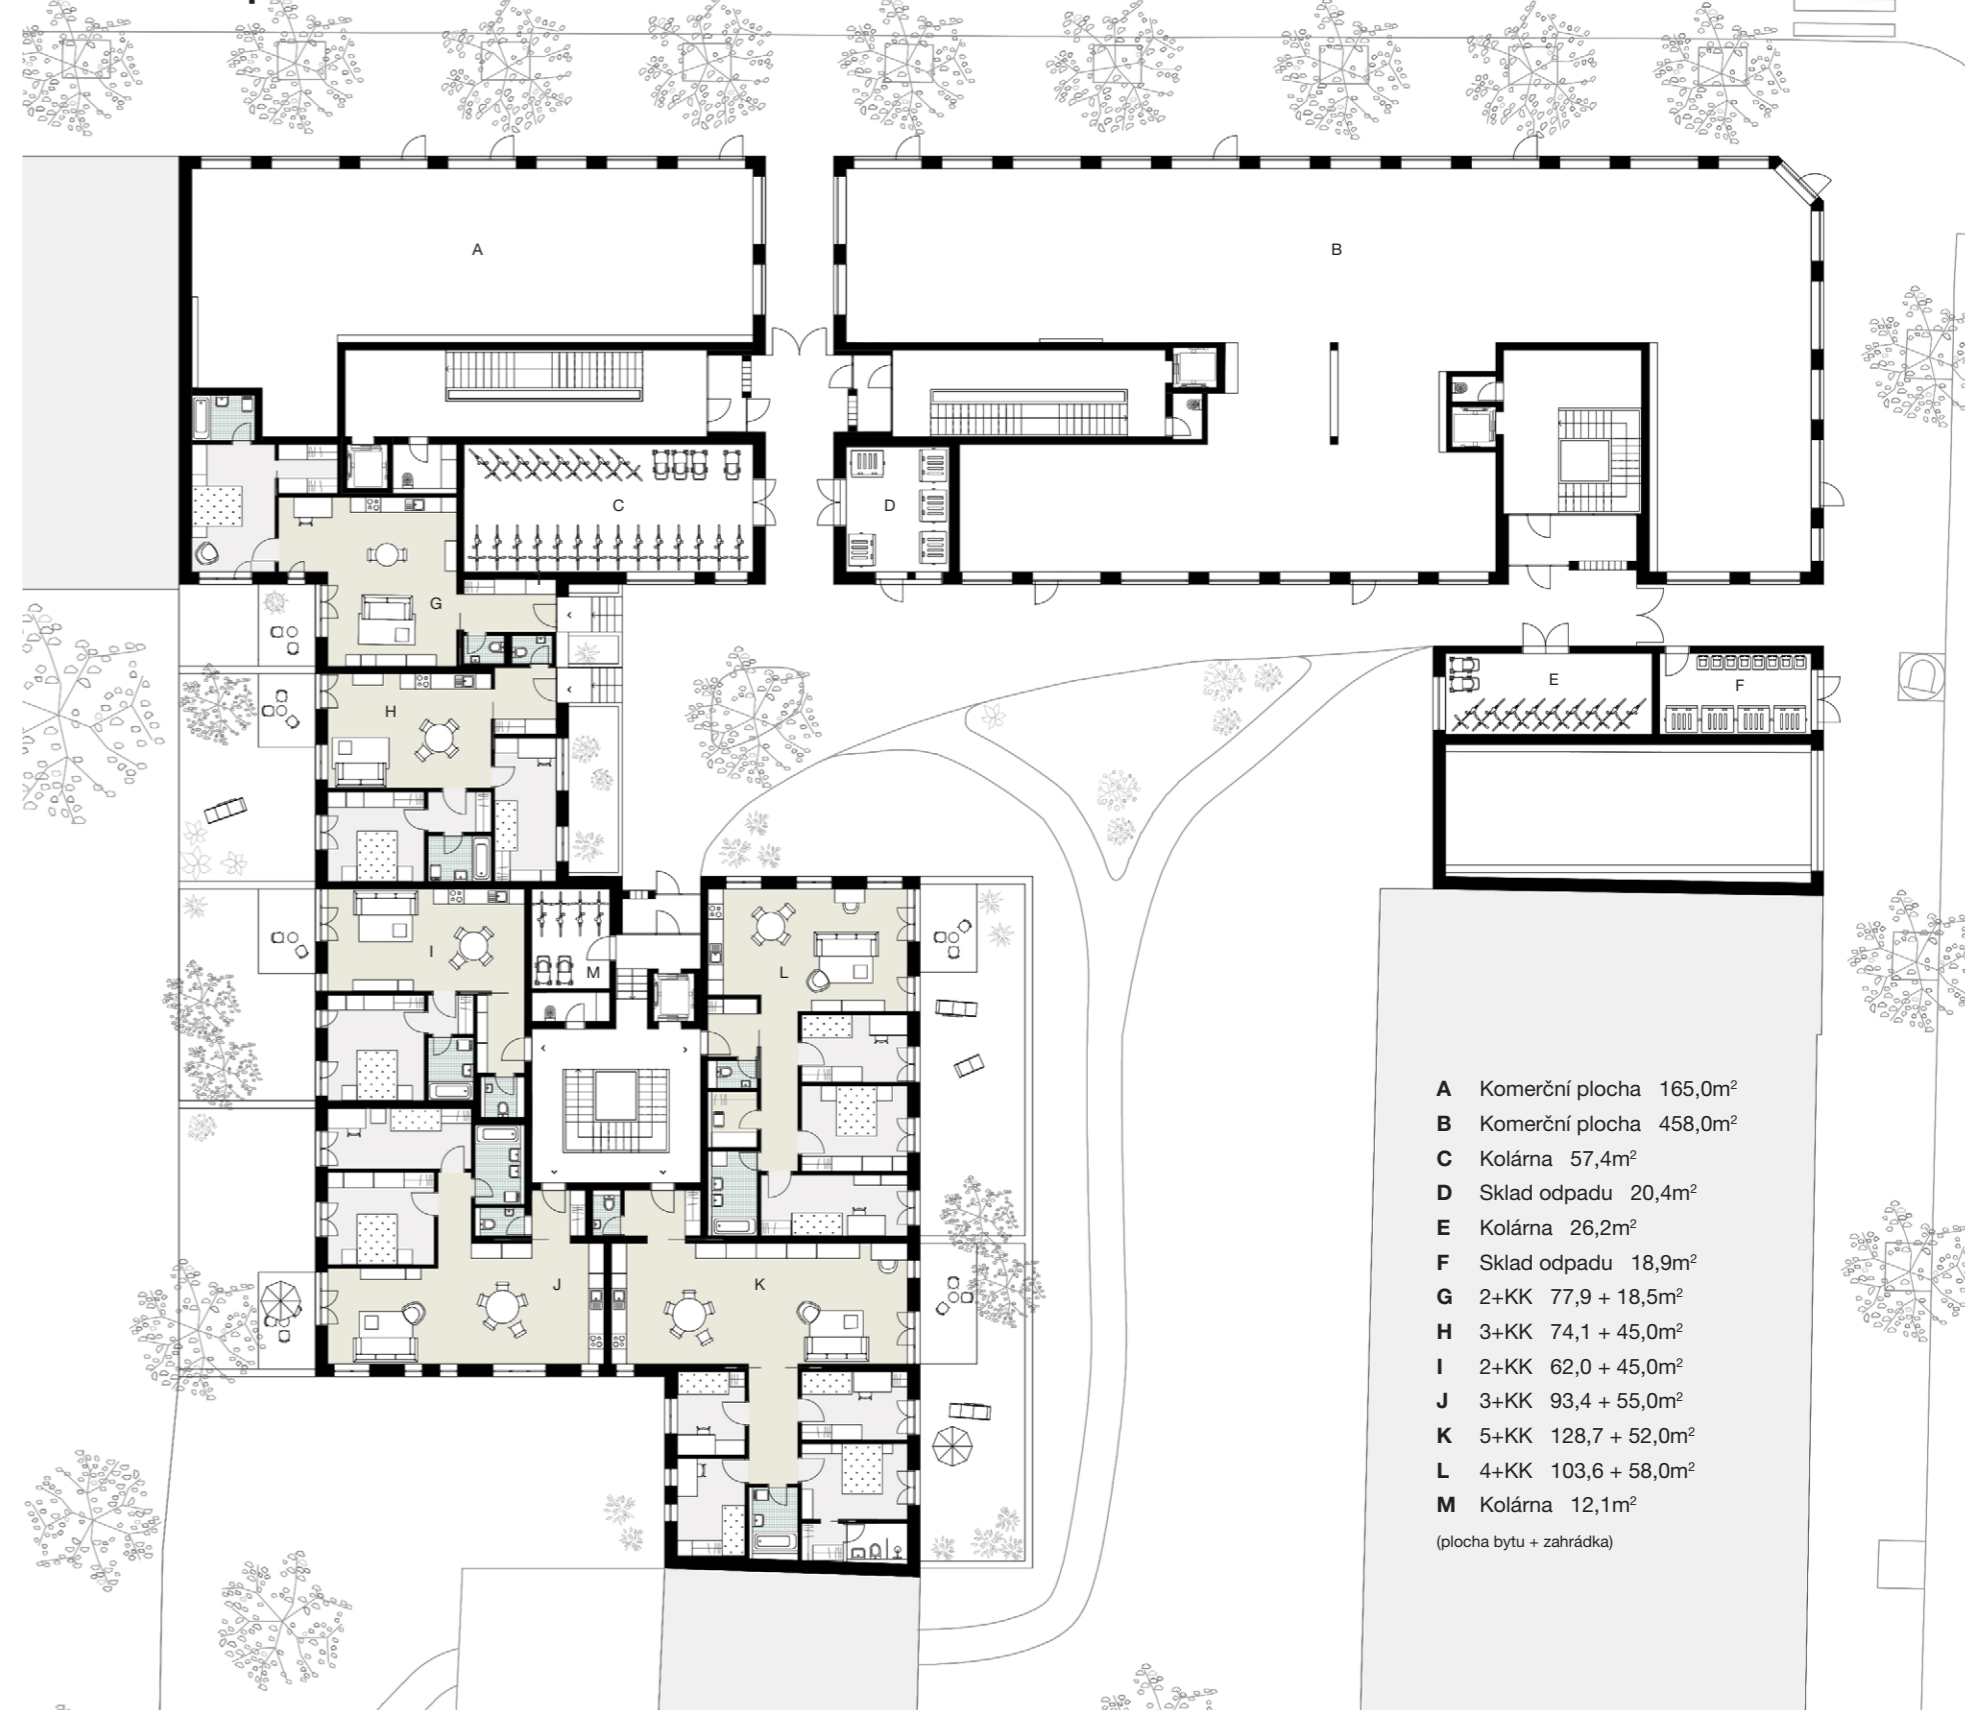 A
B
C
D
G
E
F
H
I
M
L
J
K
A Komerční plocha 165,0m²
B Komerční plocha 458,0m²
C Kolárna 57,4m²
D Sklad odpadu 20,4m²
E Kolárna 26,2m²
F Sklad odpadu 18,9m²
G 2+KK 77,9 + 18,5m²
H 3+KK 74,1 + 45,0m²
I 2+KK 62,0 + 45,0m²
J 3+KK 93,4 + 55,0m²
K 5+KK 128,7 + 52,0m²
L 4+KK 103,6 + 58,0m²
M Kolárna 12,1m²
(plocha bytu + zahrádka)